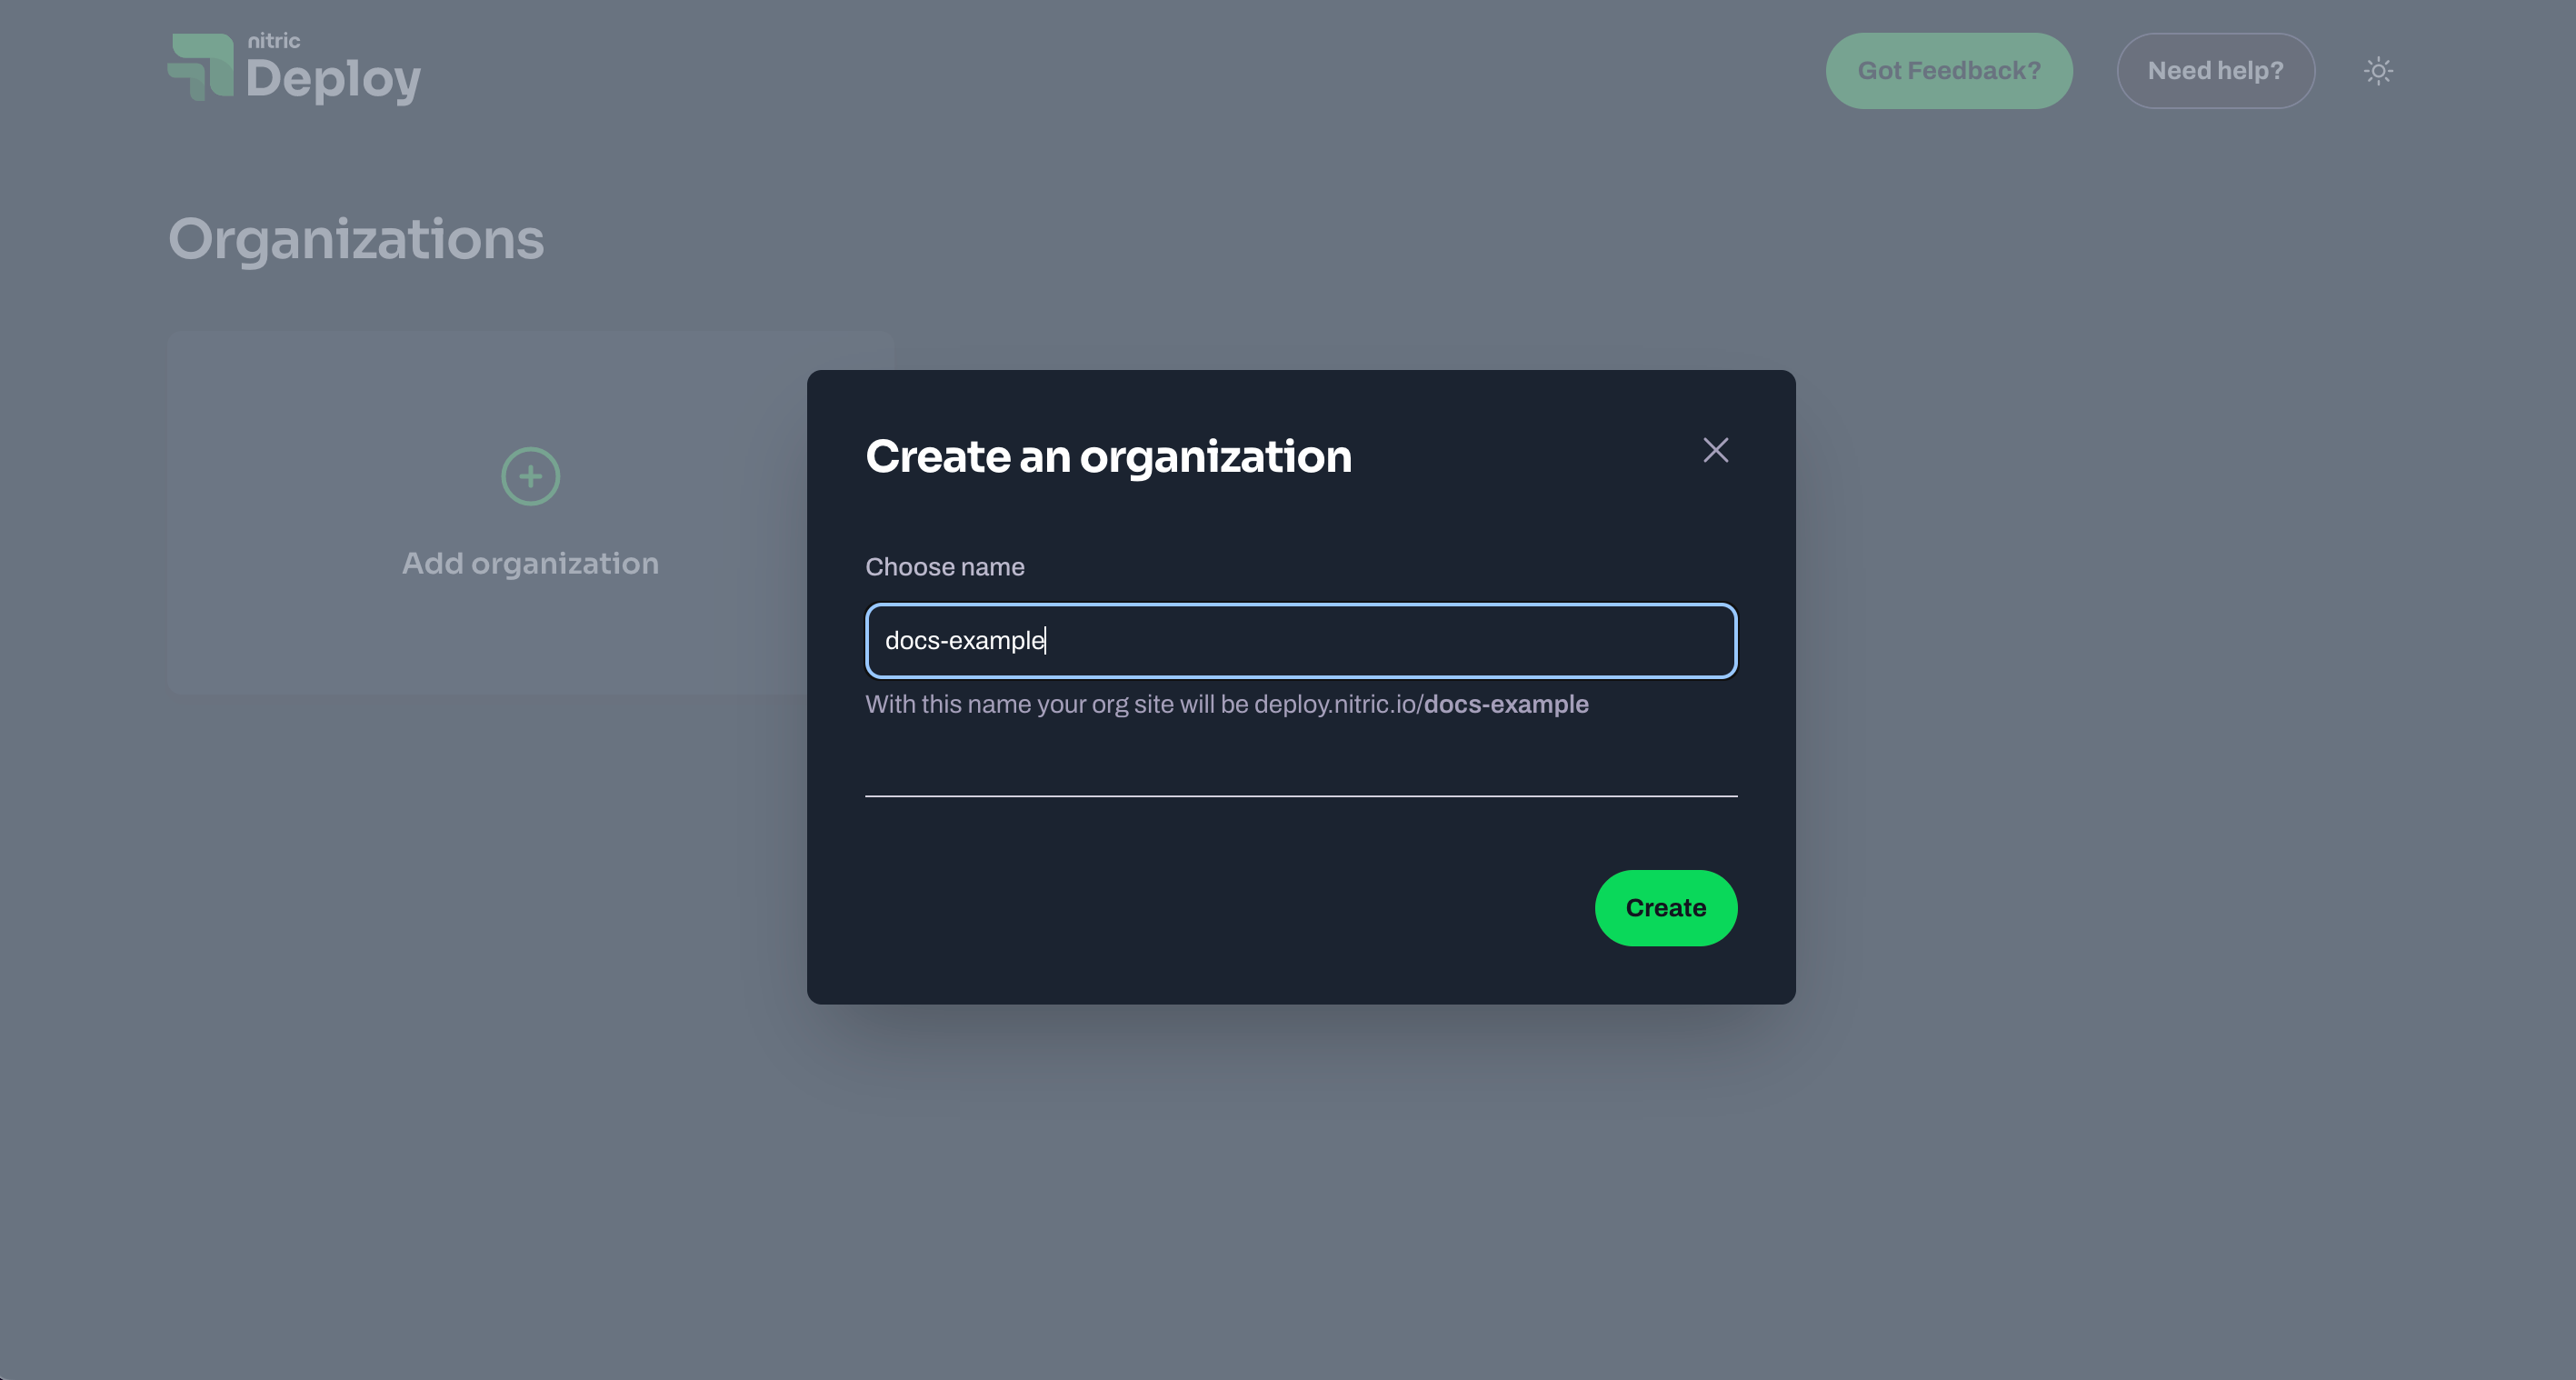 nitric
Deploy
Got Feedback?
Need help?
Organizations
Add organization
Create an organization
Choose name
docs-example
With this name your org site will be deploy.nitric.io/docs-example
Create